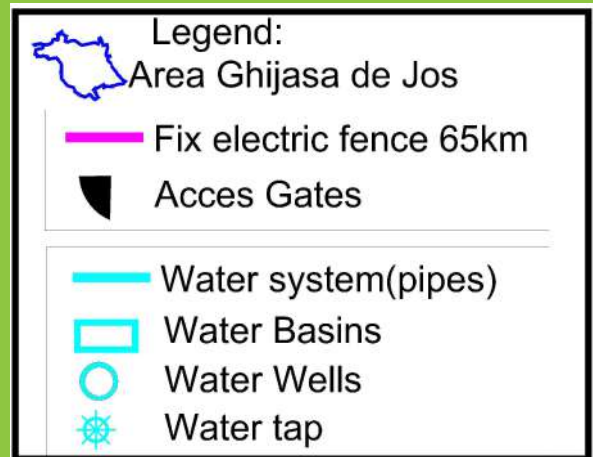 Legend:
Area Ghijasa de Jos
Fix electric fence 65km
Acces Gates
Water system(pipes)
Water Basins
Water Wells
Water tap